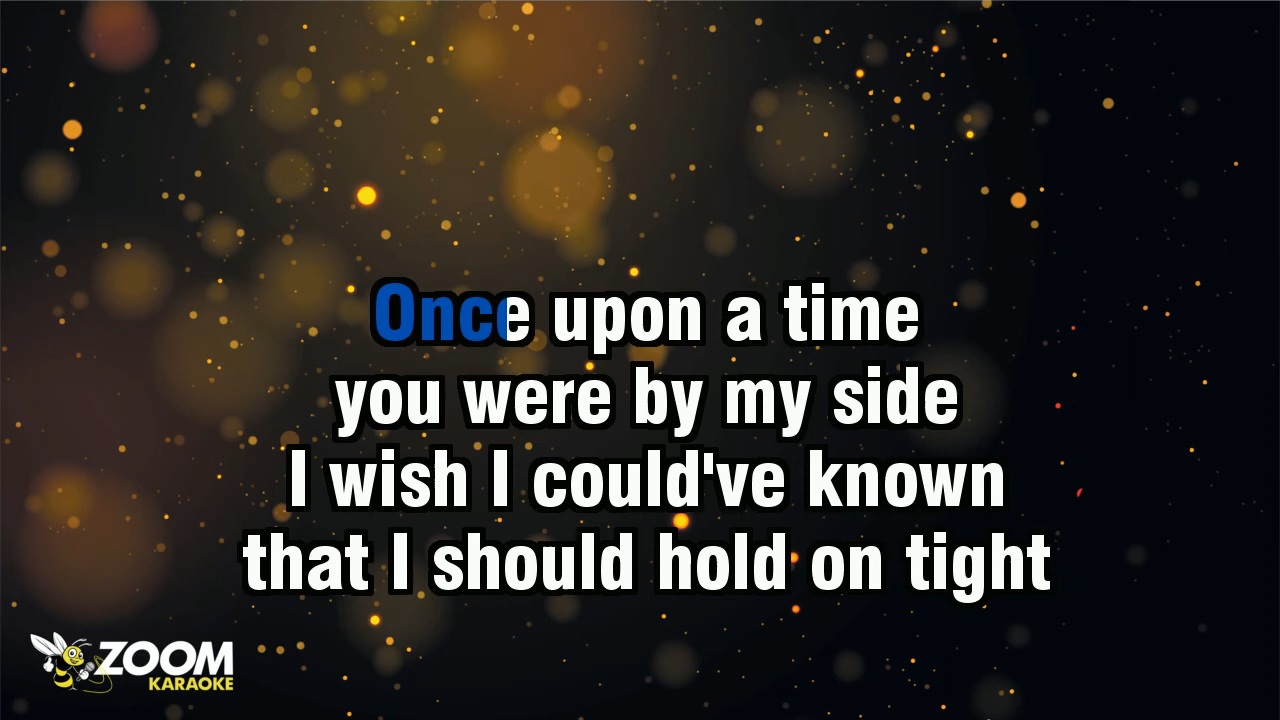 Once upon a time
you were by my side
I wish I could've known
that I should hold on tight
ZOOM
KARAOKE